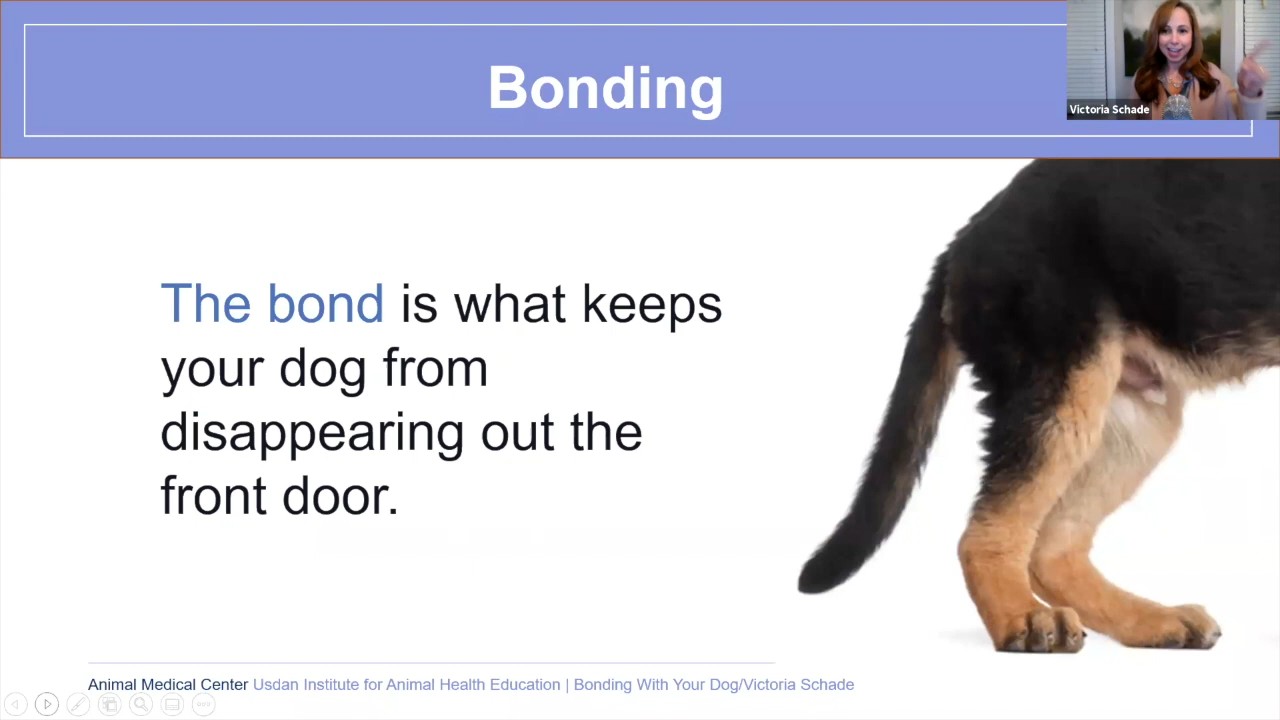 Bonding
Victoria Schade
The bond is what keeps
your dog from
disappearing out the
front door.
Animal Medical Center Usdan Institute for Animal Health Education | Bonding With Your Dog/Victoria Schade